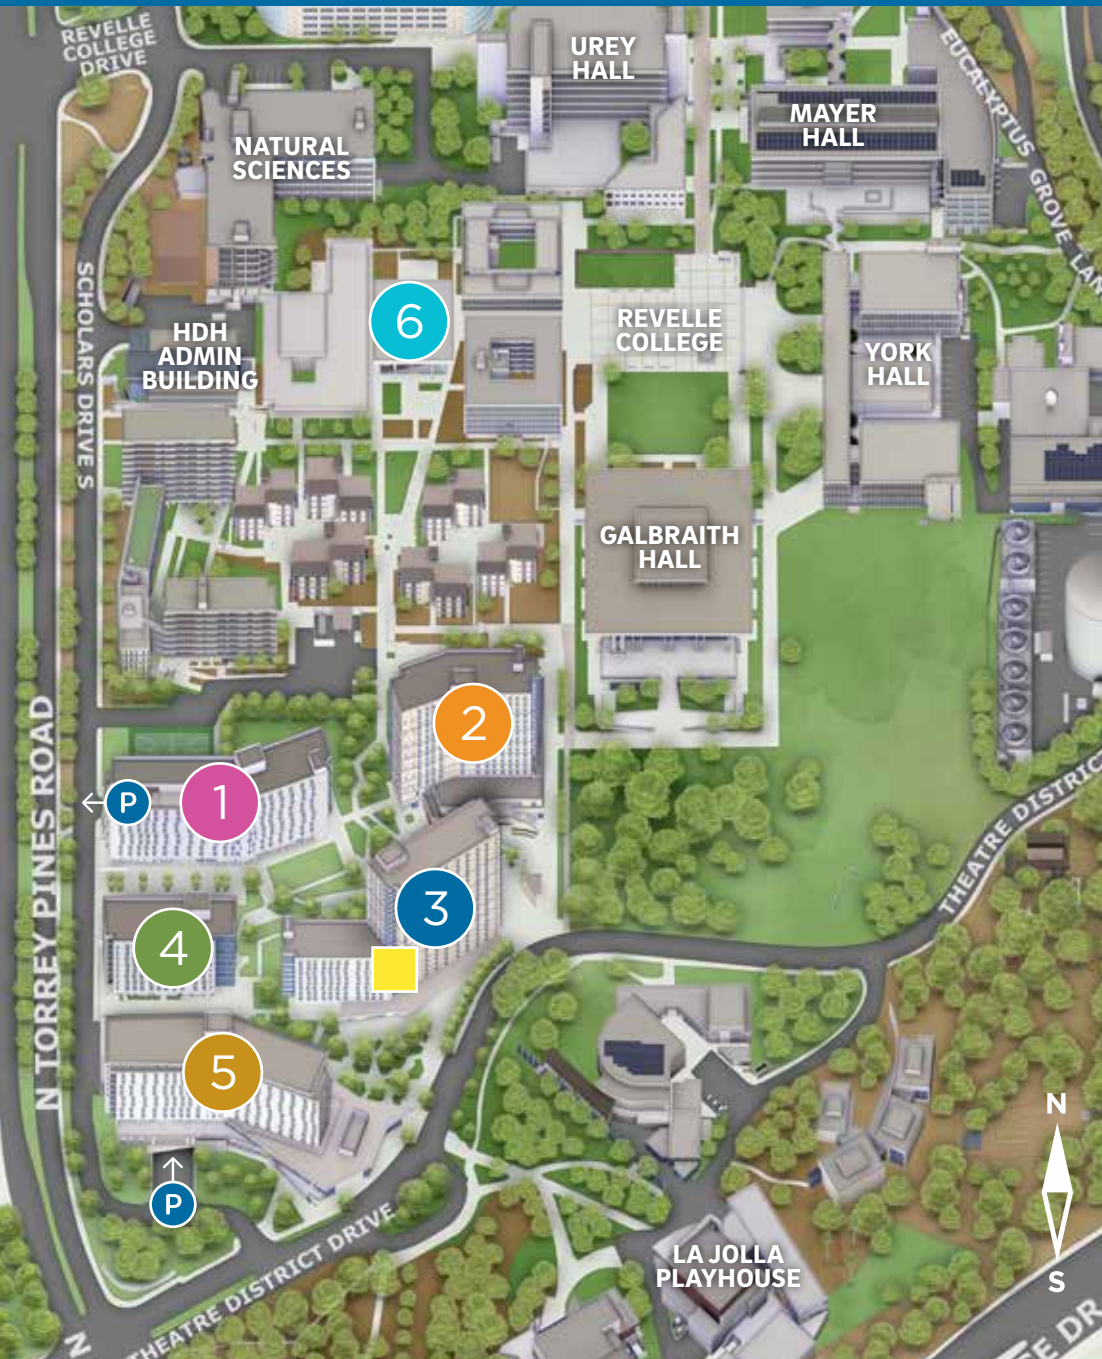 REVELLE
COLLEGE
DRIVE
UREY
HALL
MAYER
HALL
EUCALYPTUS GROVE LAN
NATURAL
SCIENCES
SCHOLARS DRIVE S
HDH
ADMIN
BUILDING
6
REVELLE
COLLEGE
YORK
HALL
GALBRAITH
HALL
2
N TORREY PINES ROAD
P
1
THEATRE DISTRIC
3
4
5
P
N
S
THEATRE DISTRICT DRIVE
LA JOLLA
PLAYHOUSE
N
E DR